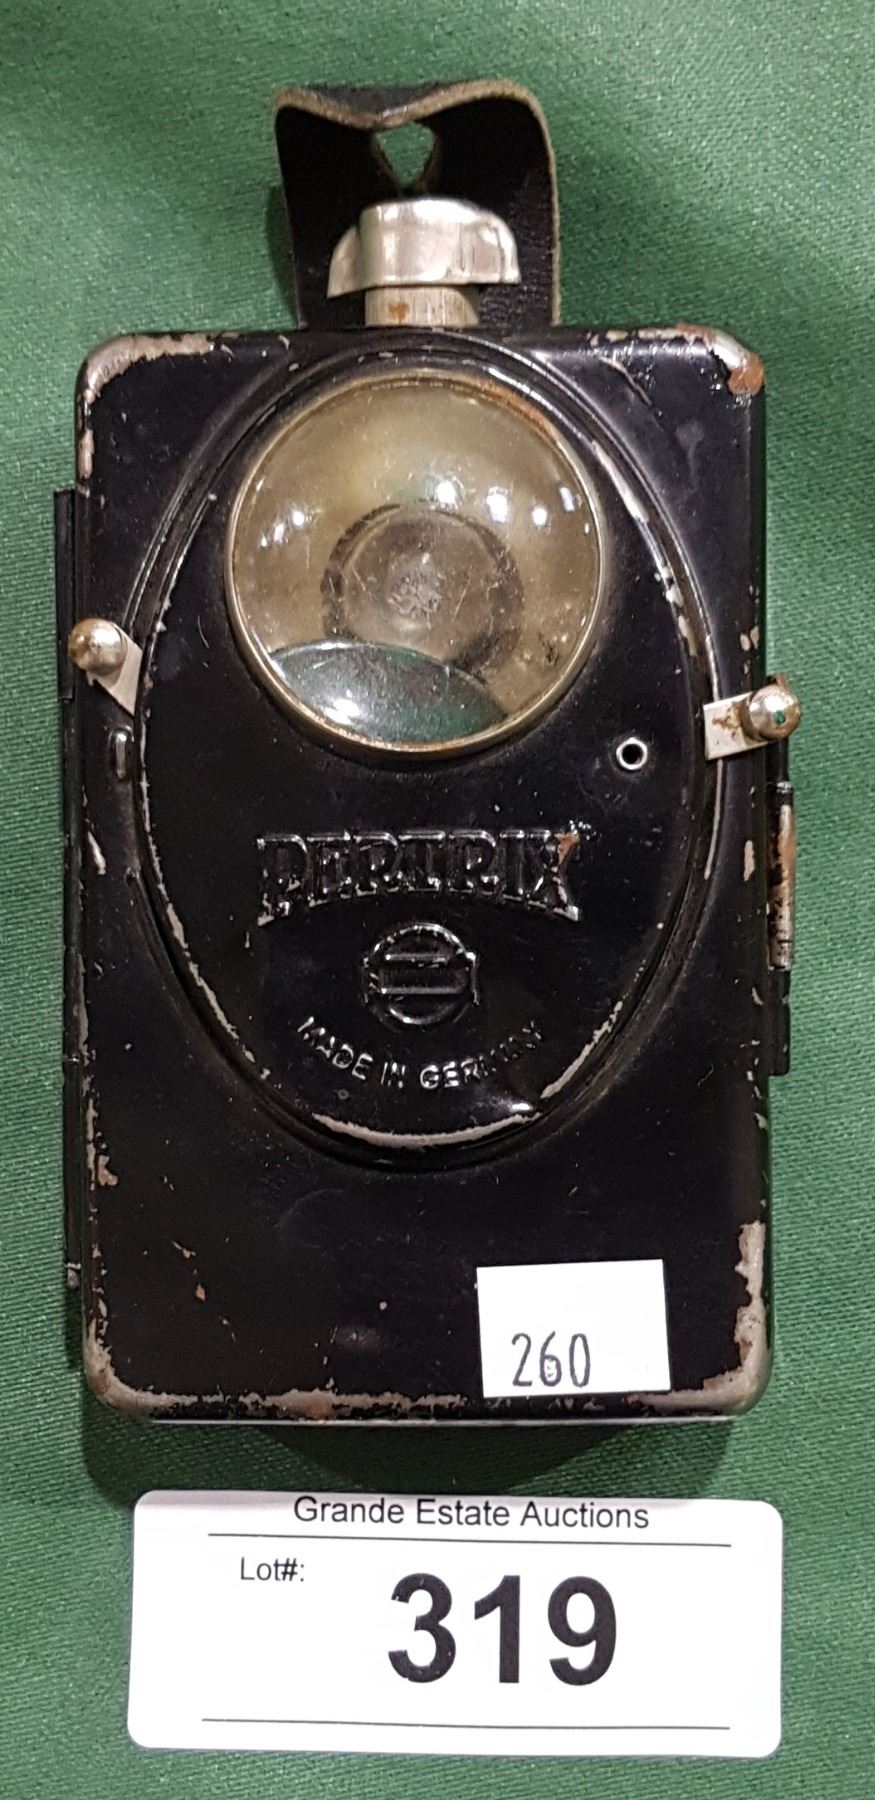 PERTRIX
MADE IN GERMANY
260
Grande Estate Auctions
Lot#:
319